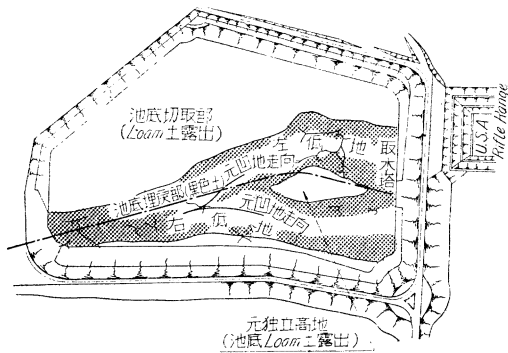 池底切取部
(Loam土露出)
左低地
取水塔
元凹地走向
池底埋戻部(黒色土)
元凹地走向
右低地
U.S.A
Rifle Range
元独立高地
(池底Loam土露出)